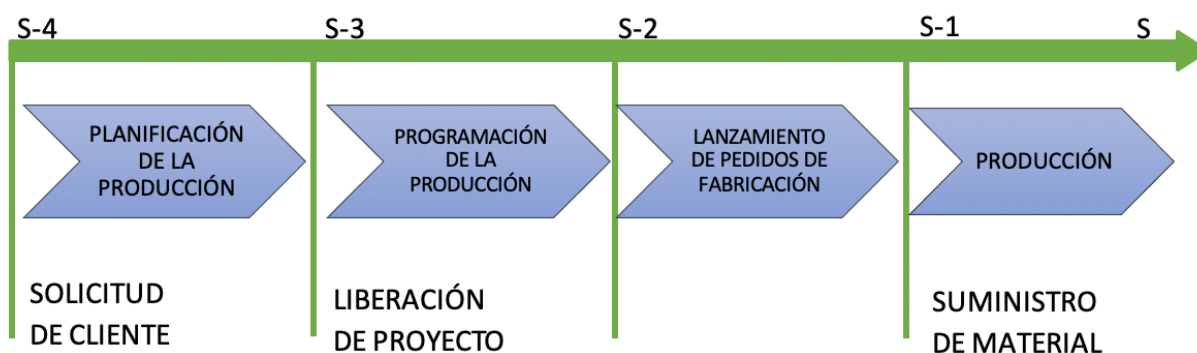 S-4
S-3
S-2
S-1
S
PLANIFICACIÓN
DE LA
PRODUCCIÓN
PROGRAMACIÓN
DE LA
PRODUCCIÓN
LANZAMIENTO
DE PEDIDOS DE
FABRICACIÓN
PRODUCCIÓN
SOLICITUD
DE CLIENTE
LIBERACIÓN
DE PROYECTO
SUMINISTRO
DE MATERIAL